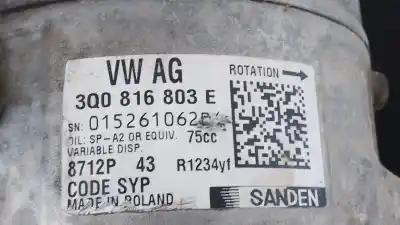 VW AG
ROTATION
3Q0 816 803 E
SN: 015261062
OIL: SP-A2 OR EQUIV. 75cc
VARIABLE DISP.
8712P 43 R1234yf
CODE SYP
MADE IN POLAND
SANDEN